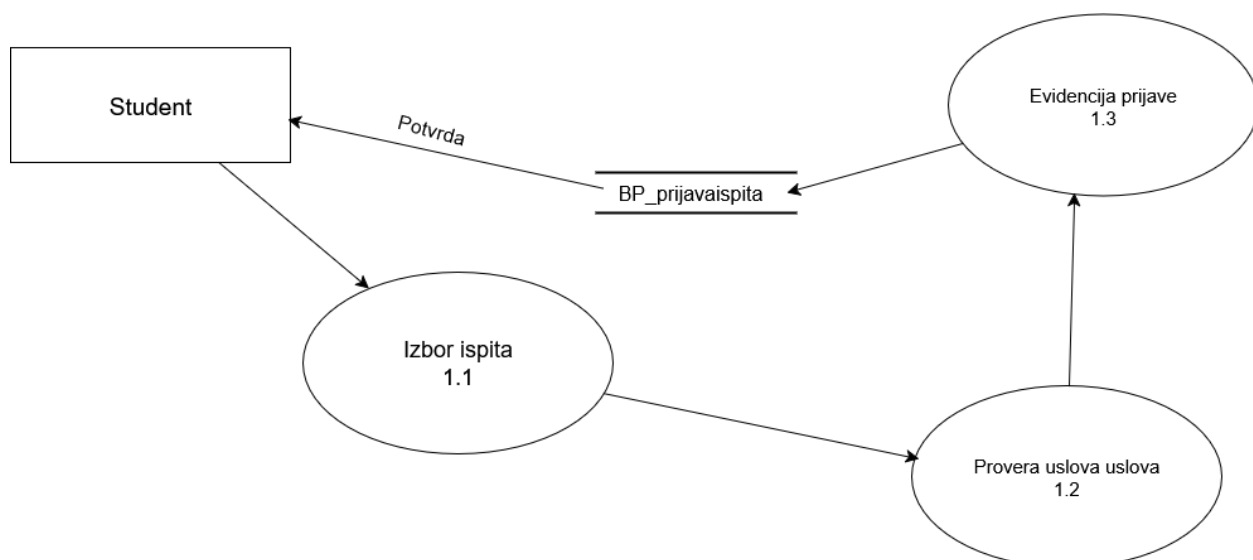 Student
Potvrda
BP_prijavaispita
Evidencija prijave
1.3
Izbor ispita
1.1
Provera uslova uslova
1.2